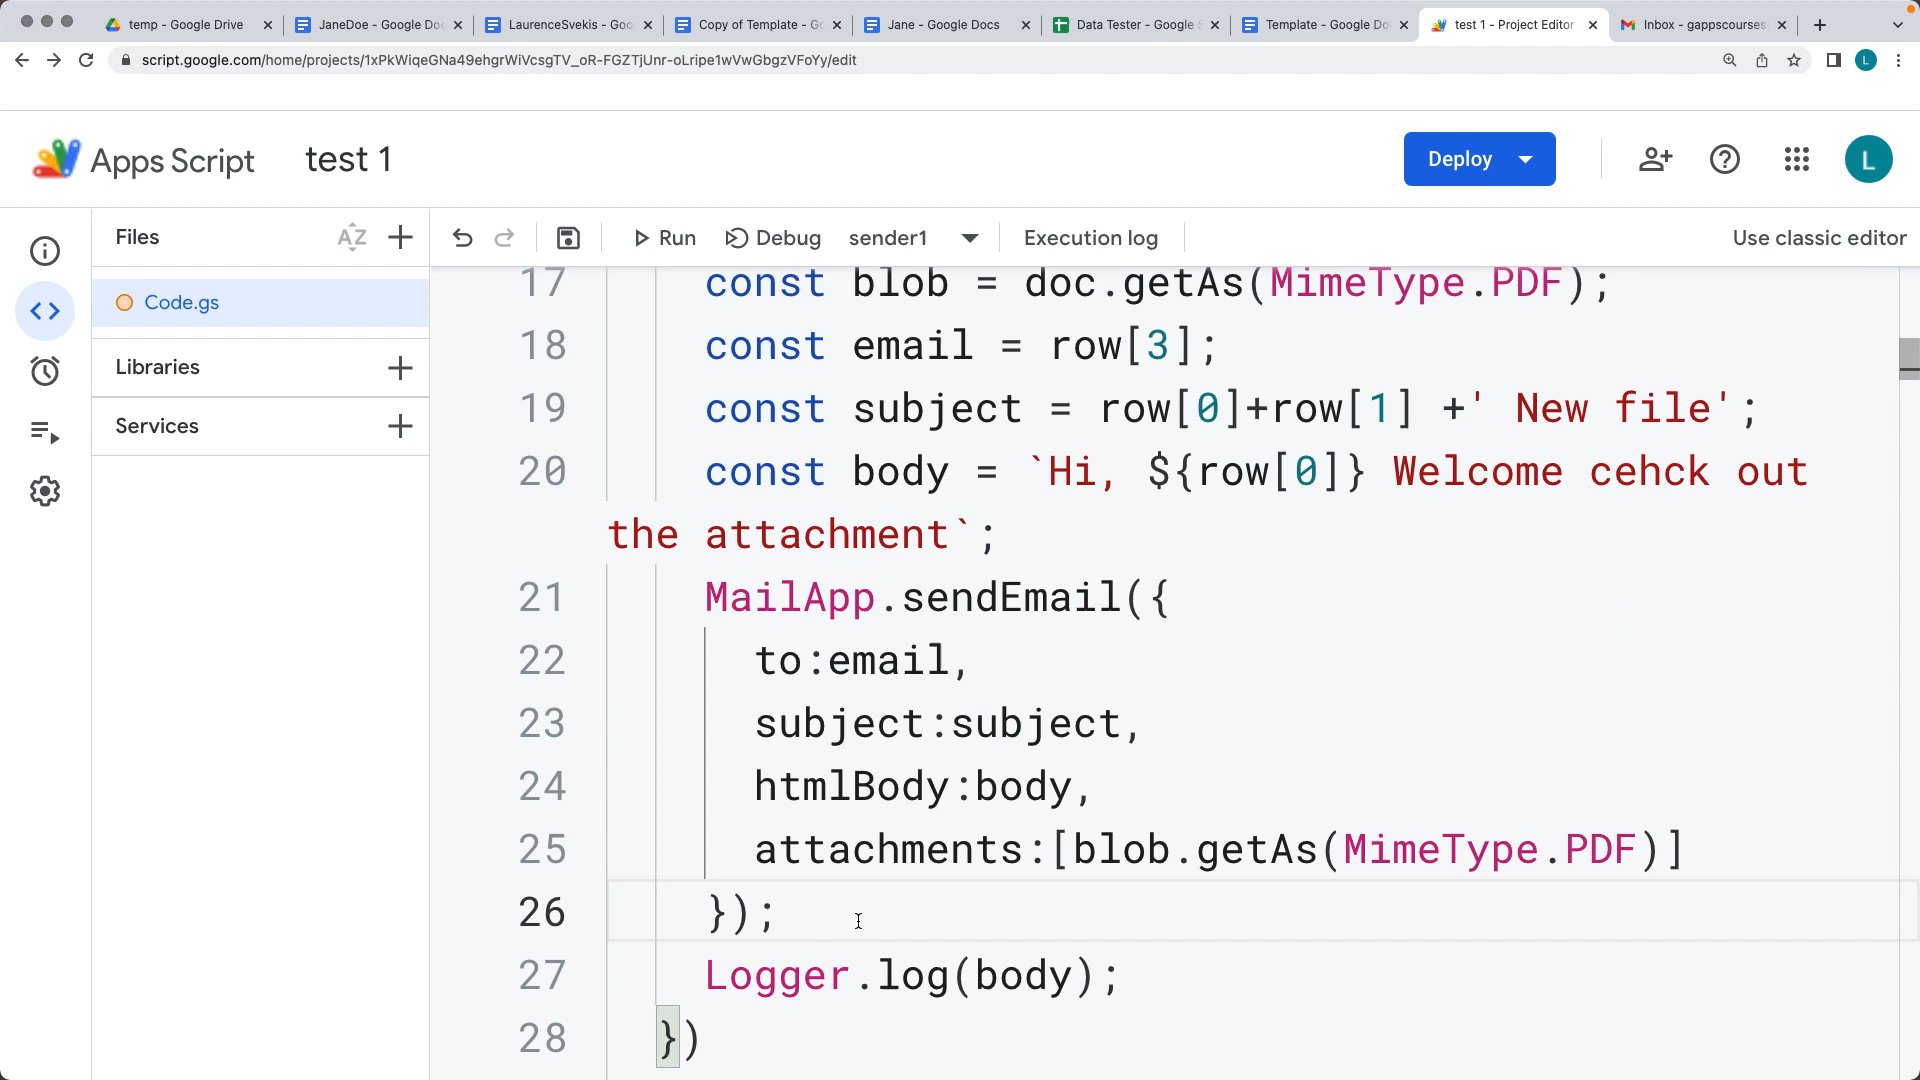 temp - Google Drive
JaneDoe - Google Doc
LaurenceSvekis - Goo
Copy of Template - Go
Jane - Google Docs
Data Tester - Google S
Template - Google Do
test 1 - Project Editor
Inbox - gappscourses
script.google.com/home/projects/1xPkWiqeGNa49ehgrWiVcsgTV_oR-FGZTjUnr-oLripe1wVwGbgzVFoYy/edit
L
Apps Script
test 1
Deploy
L
Files
AZ
Run
Debug
sender1
Execution log
Use classic editor
Code.gs
Libraries
Services
17 const blob = doc.getAs(MimeType.PDF);
18 const email = row[3];
19 const subject = row[0]+row[1] +' New file';
20 const body = `Hi, ${row[0]} Welcome cehck out
the attachment`;
21 MailApp.sendEmail({
22 to:email,
23 subject:subject,
24 htmlBody:body,
25 attachments:[blob.getAs(MimeType.PDF)]
26 });
27 Logger.log(body);
28 })